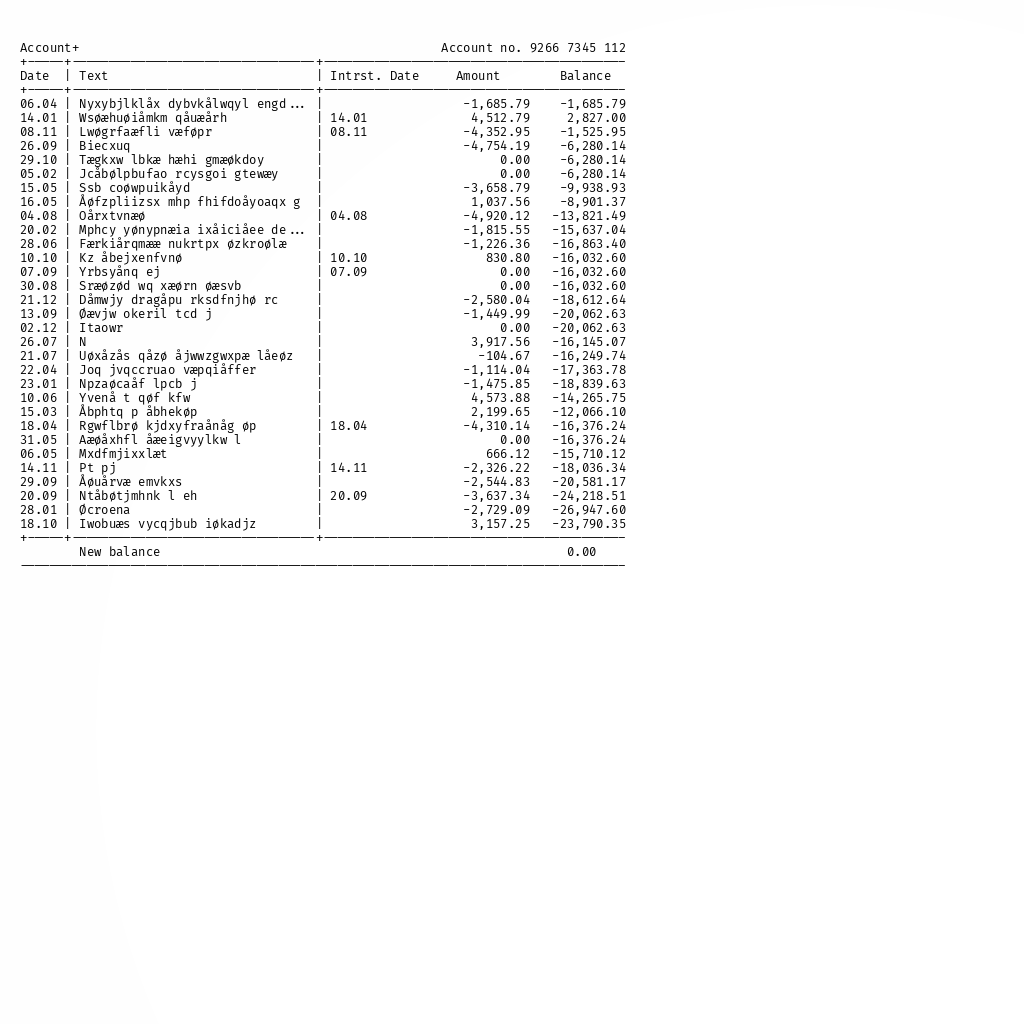 Account+ Account no. 9266 7345 112
Date | Text | Intrst. Date Amount Balance
06.04 | Nyxybjlklåx dybvkålwqyl engd... | -1,685.79 -1,685.79
14.01 | Wsøæhuøiåmkm qåuæårh | 14.01 4,512.79 2,827.00
08.11 | Lwøgrfaæfli væføpr | 08.11 -4,352.95 -1,525.95
26.09 | Biecxuq | -4,754.19 -6,280.14
29.10 | Tægkxw lbkæ hæhi gmæøkdoy | 0.00 -6,280.14
05.02 | Jcåbølpbufao rcysgoi gtewæy | 0.00 -6,280.14
15.05 | Ssb coøwpuikåyd | -3,658.79 -9,938.93
16.05 | Åøfzpliizsx mhp fhifdoåyoaqx g | 1,037.56 -8,901.37
04.08 | Oårxtvnæø | 04.08 -4,920.12 -13,821.49
20.02 | Mphcy yønypnæia ixåiciåee de... | -1,815.55 -15,637.04
28.06 | Færkiårqmææ nukrtpx øzkroølæ | -1,226.36 -16,863.40
10.10 | Kz åbejxenfvnø | 10.10 830.80 -16,032.60
07.09 | Yrbsyånq ej | 07.09 0.00 -16,032.60
30.08 | Sræøzød wq xæørn øæsvb | 0.00 -16,032.60
21.12 | Dåmwjy dragåpu rksdfnjhø rc | -2,580.04 -18,612.64
13.09 | Øævjw okeril tcd j | -1,449.99 -20,062.63
02.12 | Itaowr | 0.00 -20,062.63
26.07 | N | 3,917.56 -16,145.07
21.07 | Uøxåzås qåzø åjwwzgwxpæ låeøz | -104.67 -16,249.74
22.04 | Joq jvqccruao væpqiåffer | -1,114.04 -17,363.78
23.01 | Npzaøcaåf lpcb j | -1,475.85 -18,839.63
10.06 | Yvenå t qøf kfw | 4,573.88 -14,265.75
15.03 | Åbphtq p åbhekøp | 2,199.65 -12,066.10
18.04 | Rgwflbrø kjdxyfraånåg øp | 18.04 -4,310.14 -16,376.24
31.05 | Aæøåxhfl åæeigvyylkw l | 0.00 -16,376.24
06.05 | Mxdfmjixxlæt | 666.12 -15,710.12
14.11 | Pt pj | 14.11 -2,326.22 -18,036.34
29.09 | Åøuårvæ emvkxs | -2,544.83 -20,581.17
20.09 | Ntåbøtjmhnk l eh | 20.09 -3,637.34 -24,218.51
28.01 | Øcroena | -2,729.09 -26,947.60
18.10 | Iwobuæs vycqjbub iøkadjz | 3,157.25 -23,790.35
New balance 0.00